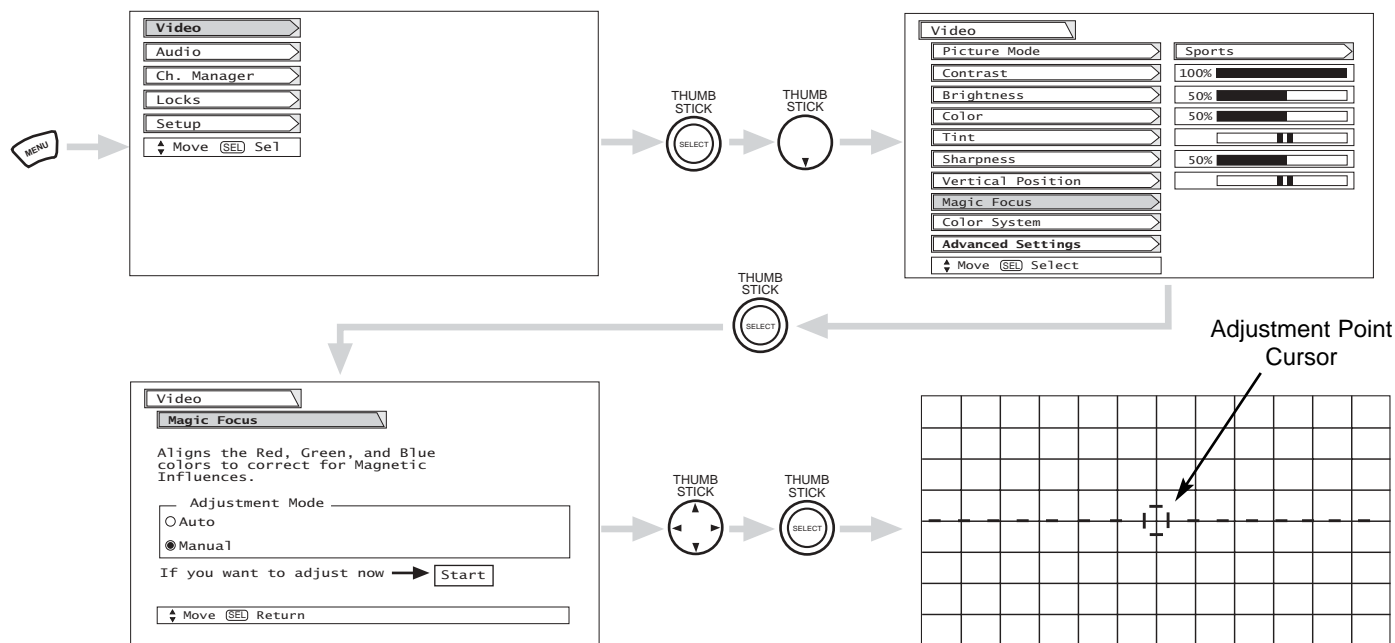 MENU
Video
Audio
Ch. Manager
Locks
Setup
Move SEL Sel
THUMB
STICK
SELECT
THUMB
STICK
Video
Picture Mode
Sports
Contrast
100%
Brightness
50%
Color
50%
Tint
Sharpness
50%
Vertical Position
Magic Focus
Color System
Advanced Settings
Move SEL Select
THUMB
STICK
SELECT
Video
Magic Focus
Aligns the Red, Green, and Blue
colors to correct for Magnetic
Influences.
Adjustment Mode
Auto
Manual
If you want to adjust now
Start
Move SEL Return
THUMB
STICK
THUMB
STICK
SELECT
Adjustment Point
Cursor